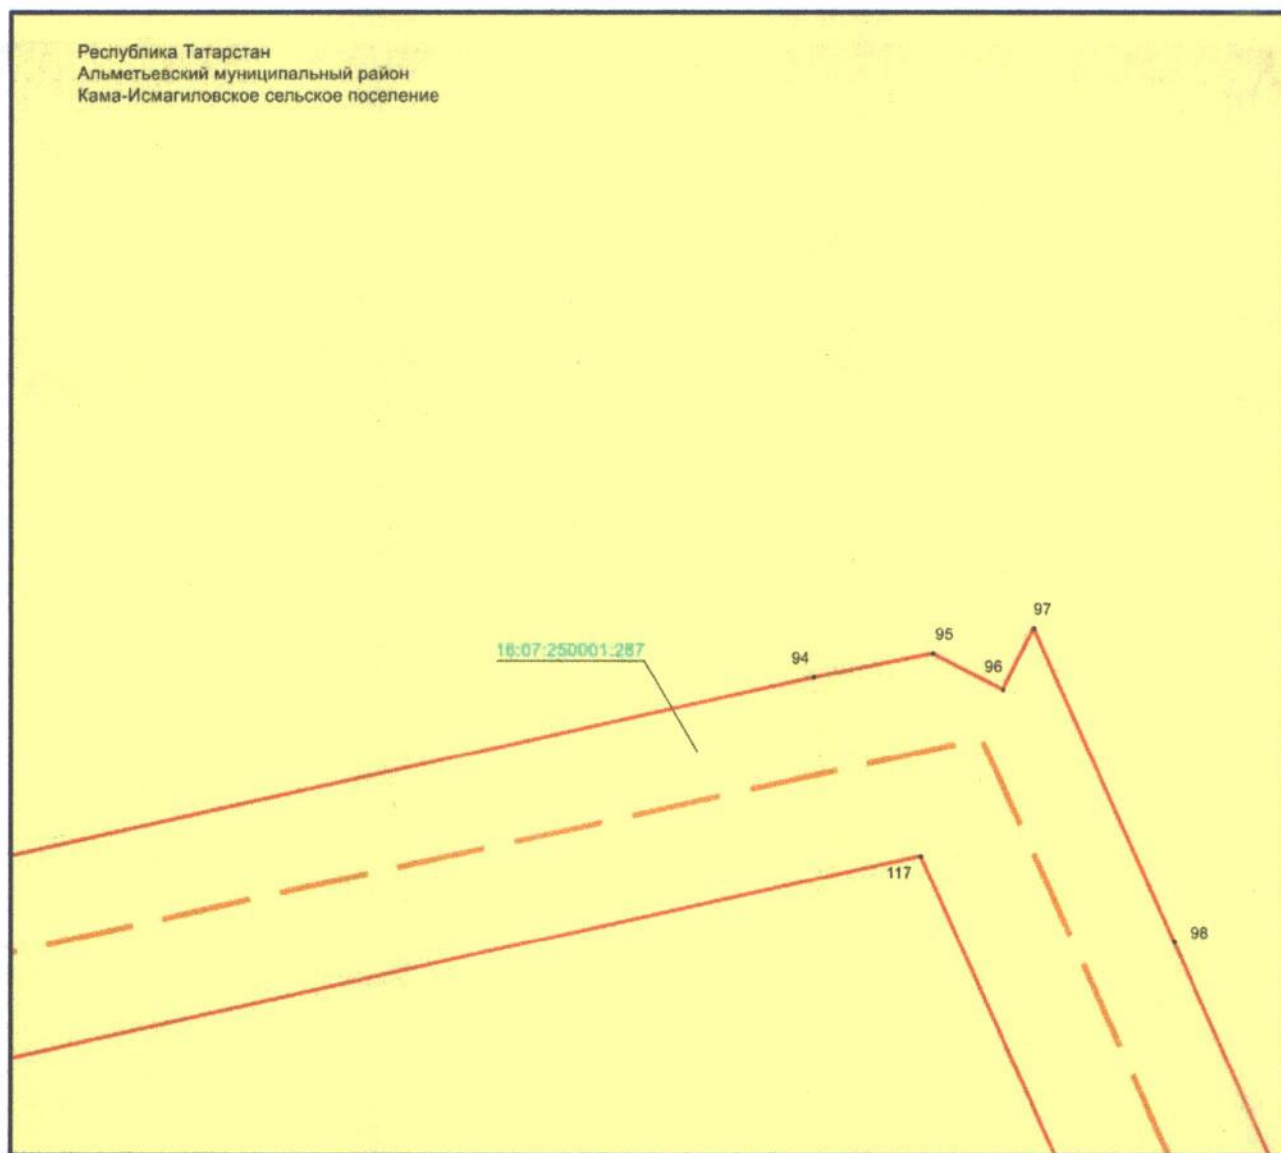 Республика Татарстан
Альметьевский муниципальный район
Кама-Исмагиловское сельское поселение
97
95
16:07:250001:287
94
96
117
98